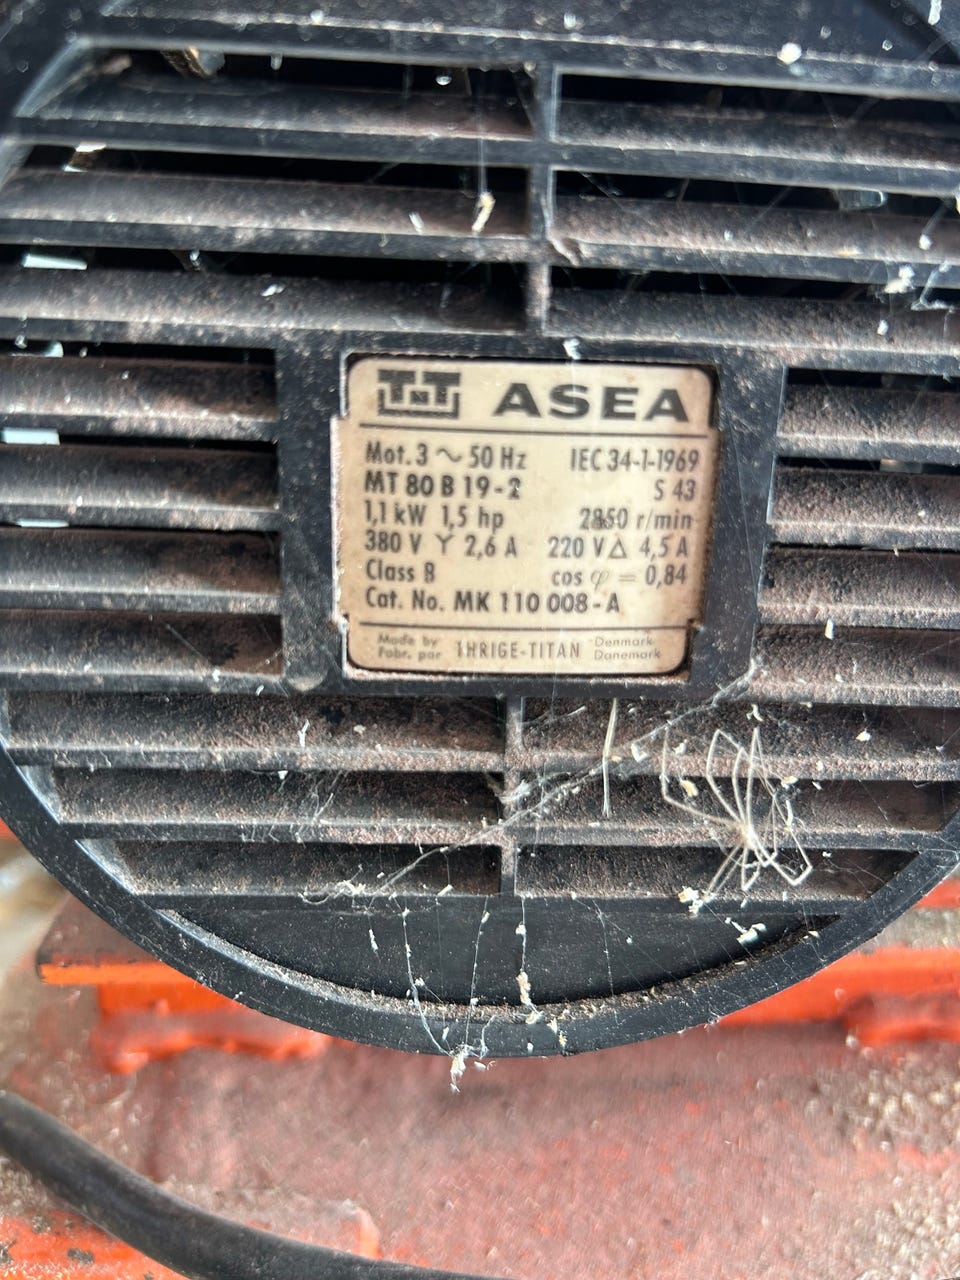 TLT ASEA
Mot. 3 ~ 50 Hz IEC 34-1-1969
MT 80 B 19-2 S 43
1,1 kW 1,5 hp 2850 r/min
380 V Y 2,6 A 220 V Δ 4,5 A
Class B cos φ = 0,84
Cat. No. MK 110 008-A
Made by THRIGE-TITAN Denmark
Fabr. par Danemark